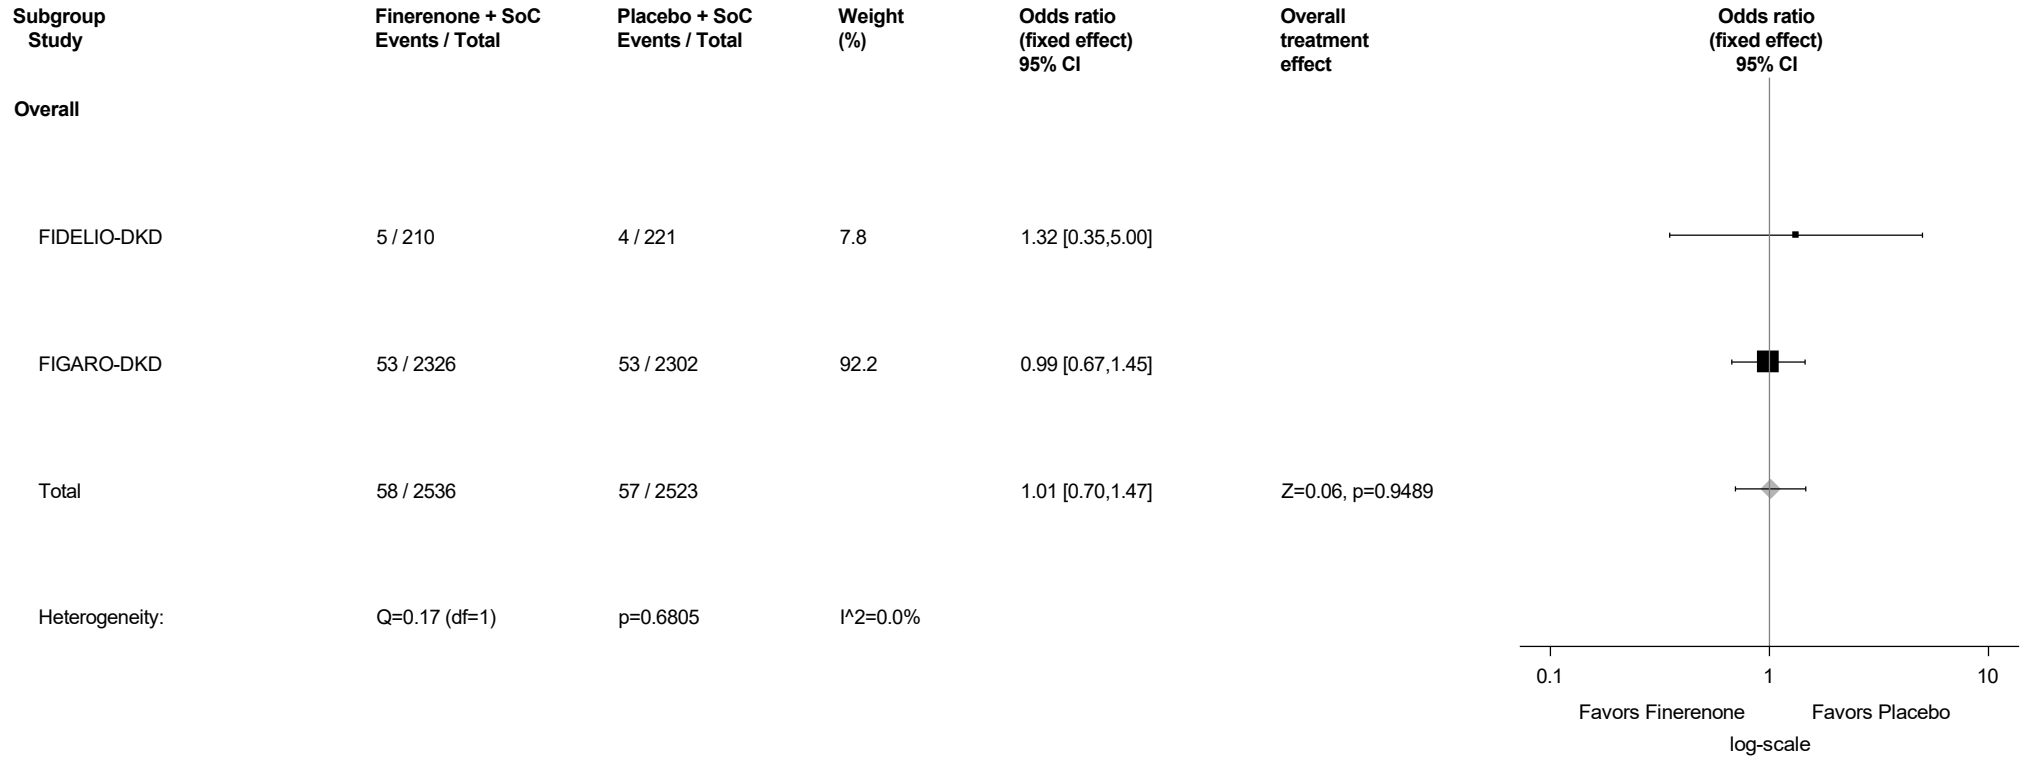 Subgroup Finerenone + SoC Placebo + SoC Weight Odds ratio Overall Odds ratio
Study Events / Total Events / Total (%) (fixed effect) treatment (fixed effect)
95% CI effect 95% CI
Overall
FIDELIO-DKD 5 / 210 4 / 221 7.8 1.32 [0.35,5.00]
FIGARO-DKD 53 / 2326 53 / 2302 92.2 0.99 [0.67,1.45]
Total 58 / 2536 57 / 2523 1.01 [0.70,1.47] Z=0.06, p=0.9489
Heterogeneity: Q=0.17 (df=1) p=0.6805 I^2=0.0%
0.1 1 10
Favors Finerenone Favors Placebo
log-scale